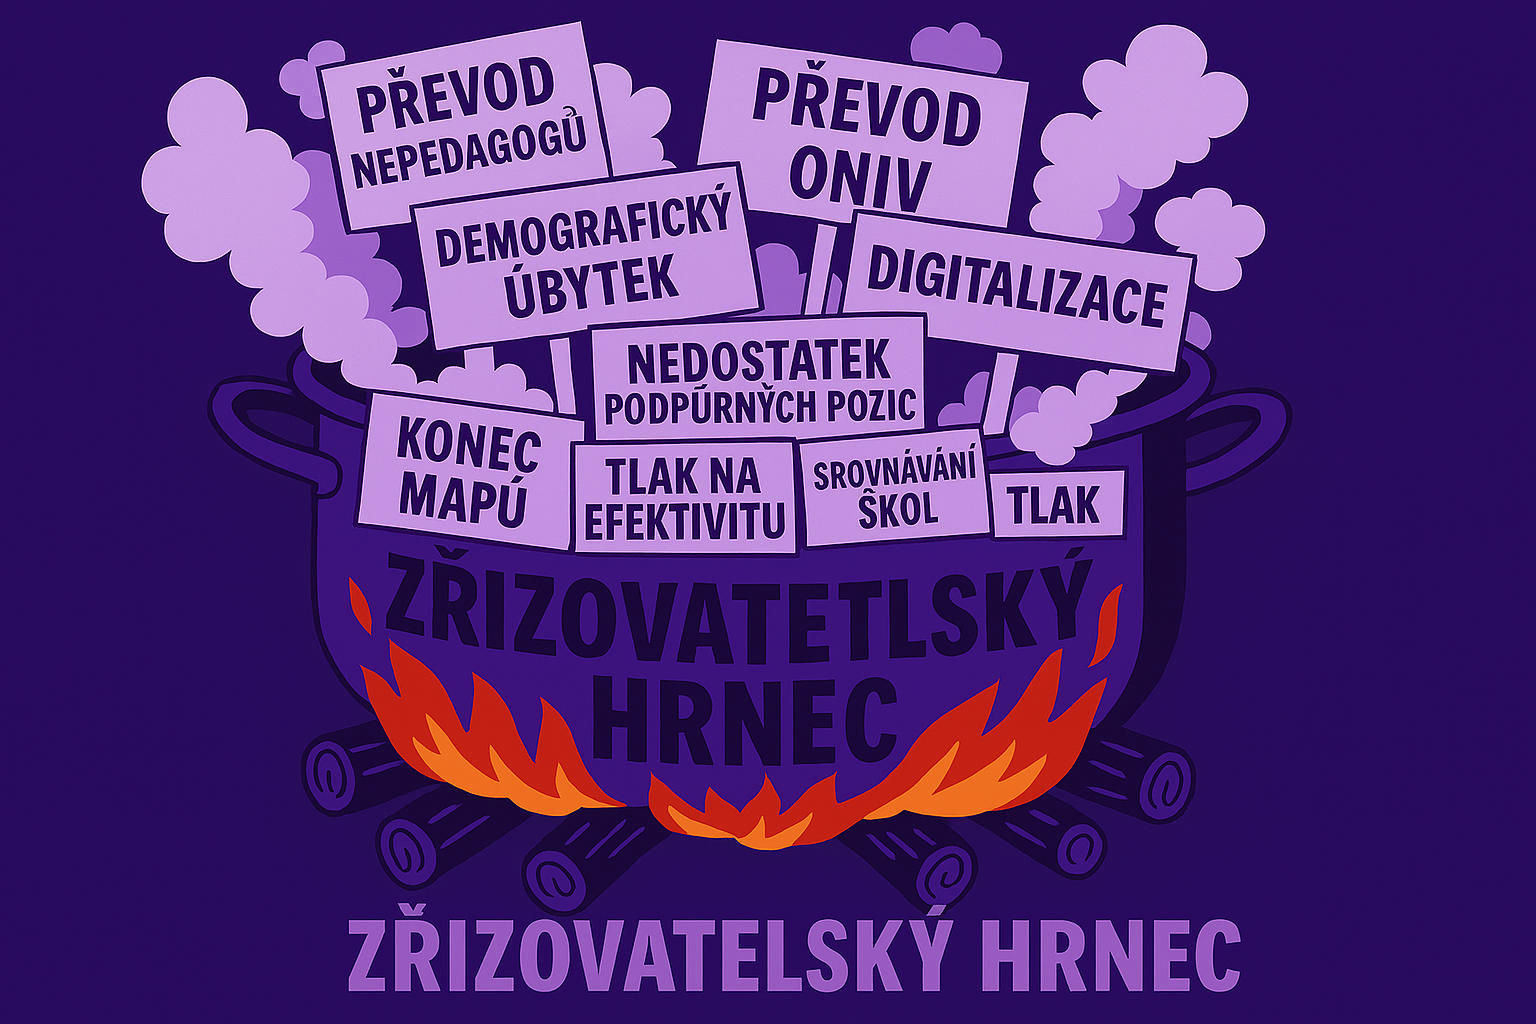 PŘEVOD
NEPEDAGOGŮ
PŘEVOD
ONIV
DEMOGRAFICKÝ
ÚBYTEK
DIGITALIZACE
NEDOSTATEK
PODPŮRNÝCH POZIC
KONEC
MAPŮ
TLAK NA
EFEKTIVITU
SROVNÁVÁNÍ
ŠKOL
TLAK
ZŘIZOVATETLSKÝ
HRNEC
ZŘIZOVATELSKÝ HRNEC